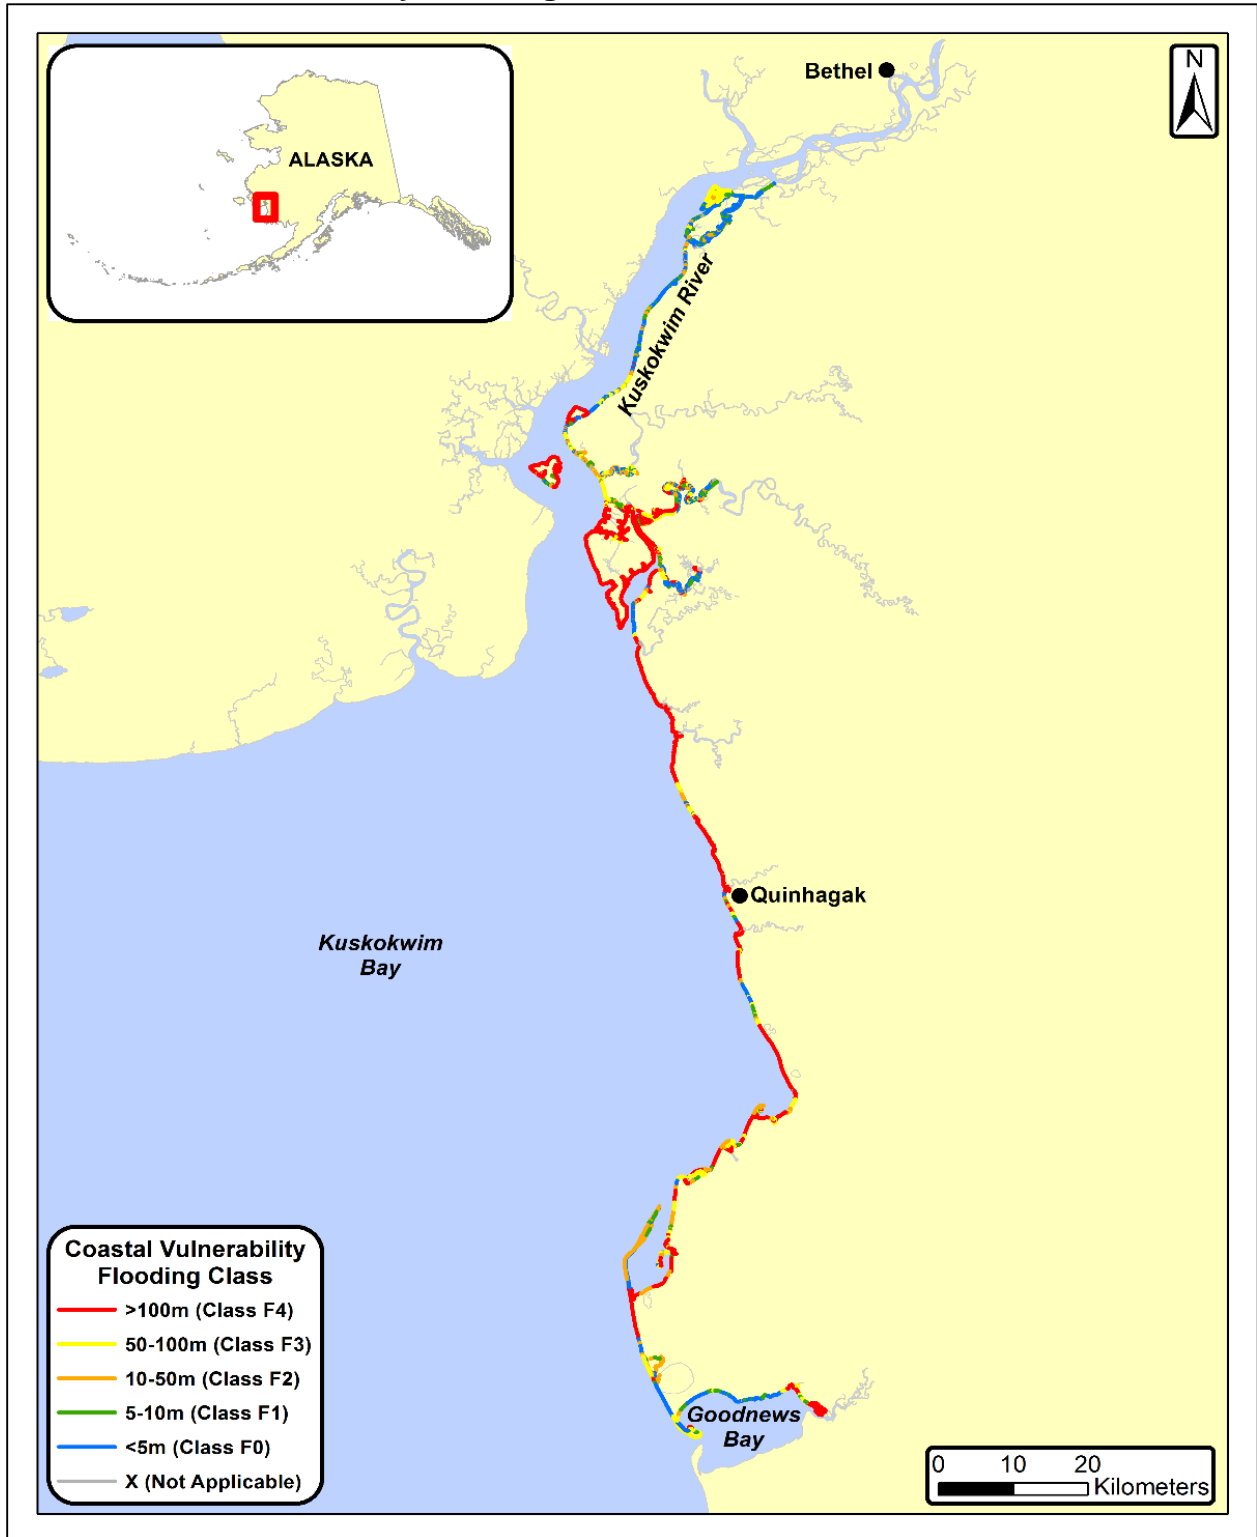 Bethel
N
ALASKA
Kuskokwim River
Quinhagak
Kuskokwim
Bay
Goodnews
Bay
Coastal Vulnerability
Flooding Class
>100m (Class F4)
50-100m (Class F3)
10-50m (Class F2)
5-10m (Class F1)
<5m (Class F0)
X (Not Applicable)
0 10 20
Kilometers